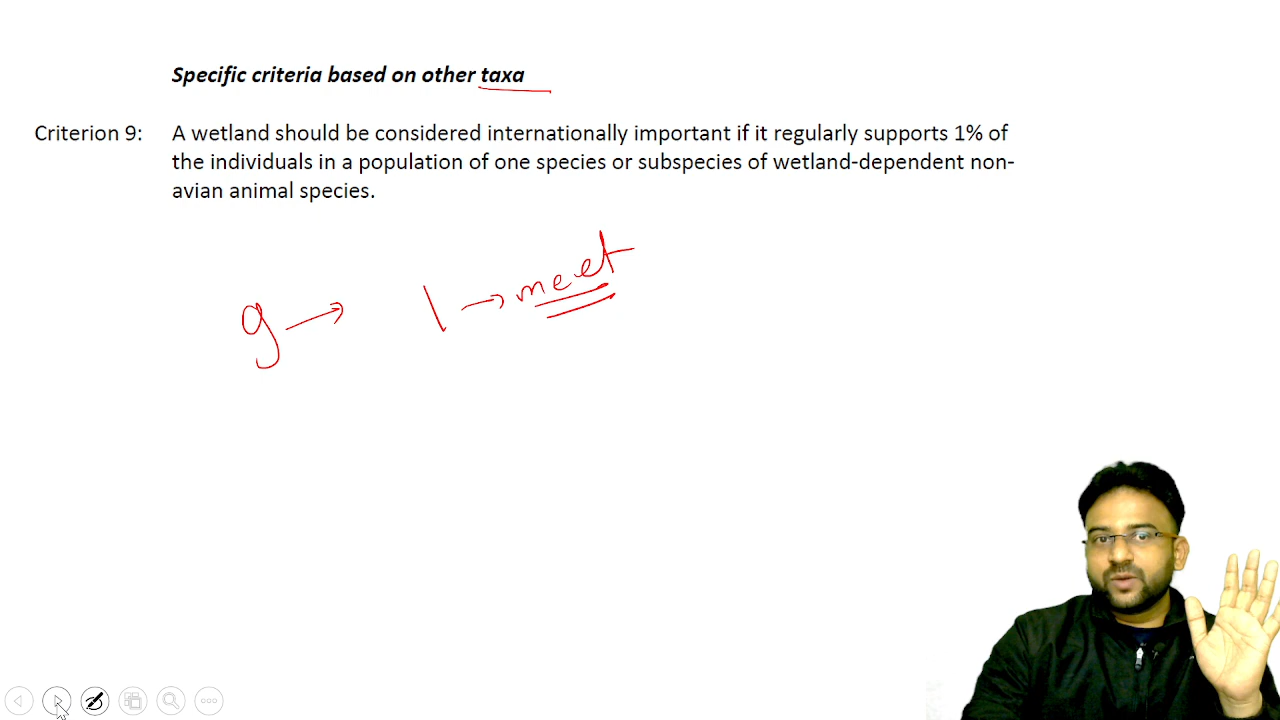 Specific criteria based on other taxa
Criterion 9: A wetland should be considered internationally important if it regularly supports 1% of
the individuals in a population of one species or subspecies of wetland-dependent non-
avian animal species.
9 → 1 → meet